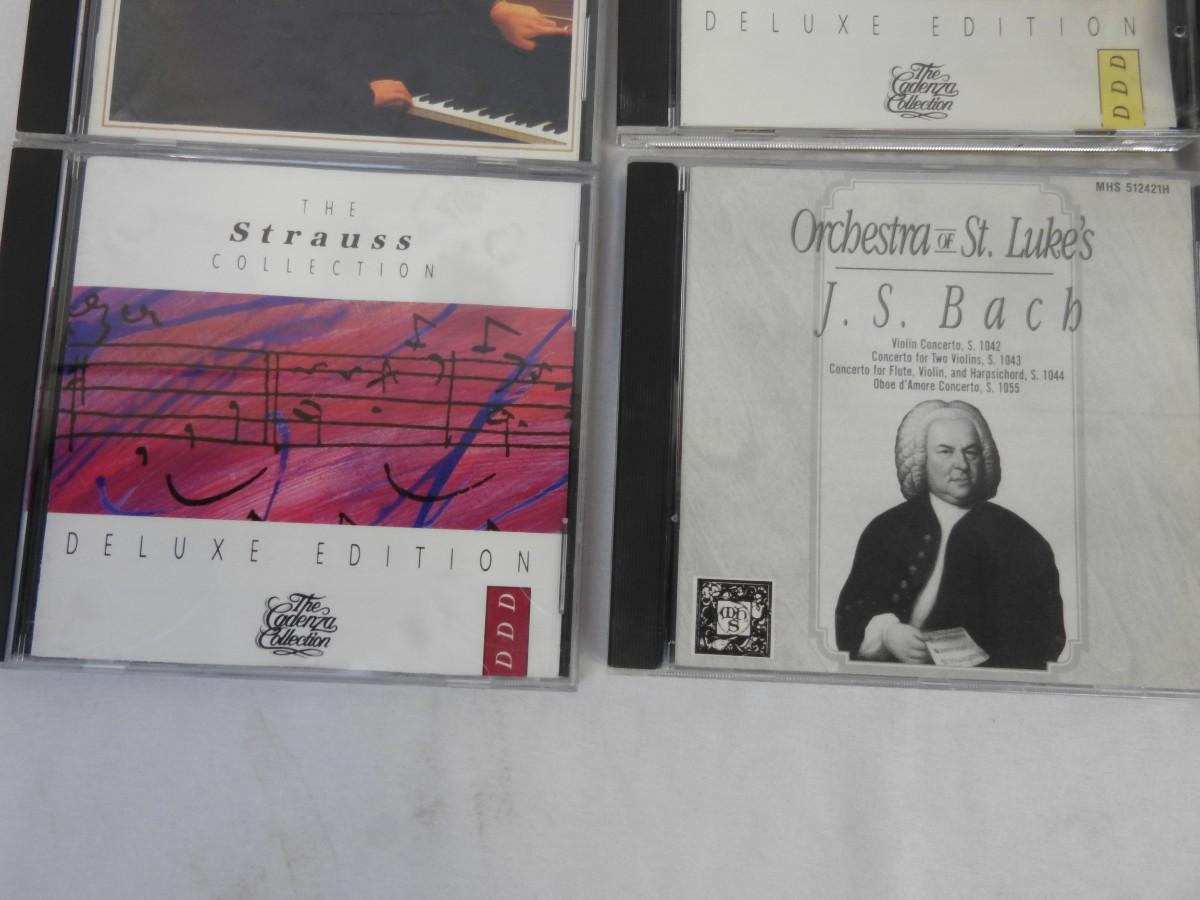 DELUXE EDITION
The
Cadenza
Collection
DDD
THE
Strauss
COLLECTION
DELUXE EDITION
The
Cadenza
Collection
DDD
MHS 512421H
Orchestra OF St. Luke's
J. S. Bach
Violin Concerto, S. 1042
Concerto for Two Violins, S. 1043
Concerto for Flute, Violin, and Harpsichord, S. 1044
Oboe d'Amore Concerto, S. 1055
MHS